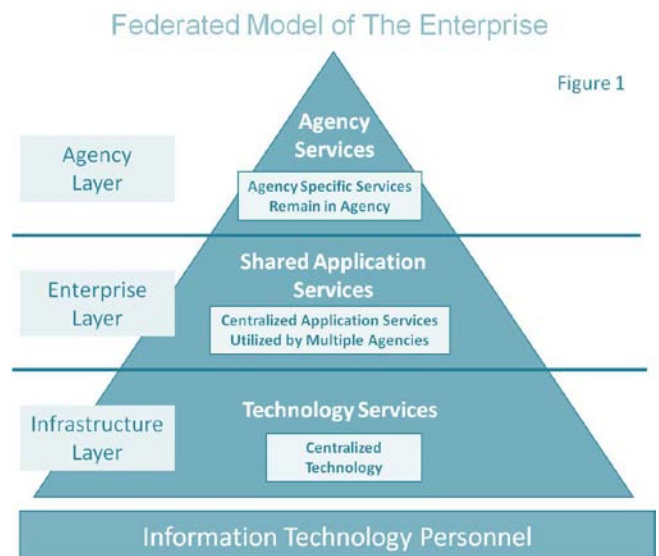 Federated Model of The Enterprise
Figure 1
Agency
Layer
Agency
Services
Agency Specific Services
Remain in Agency
Enterprise
Layer
Shared Application
Services
Centralized Application Services
Utilized by Multiple Agencies
Infrastructure
Layer
Technology Services
Centralized
Technology
Information Technology Personnel